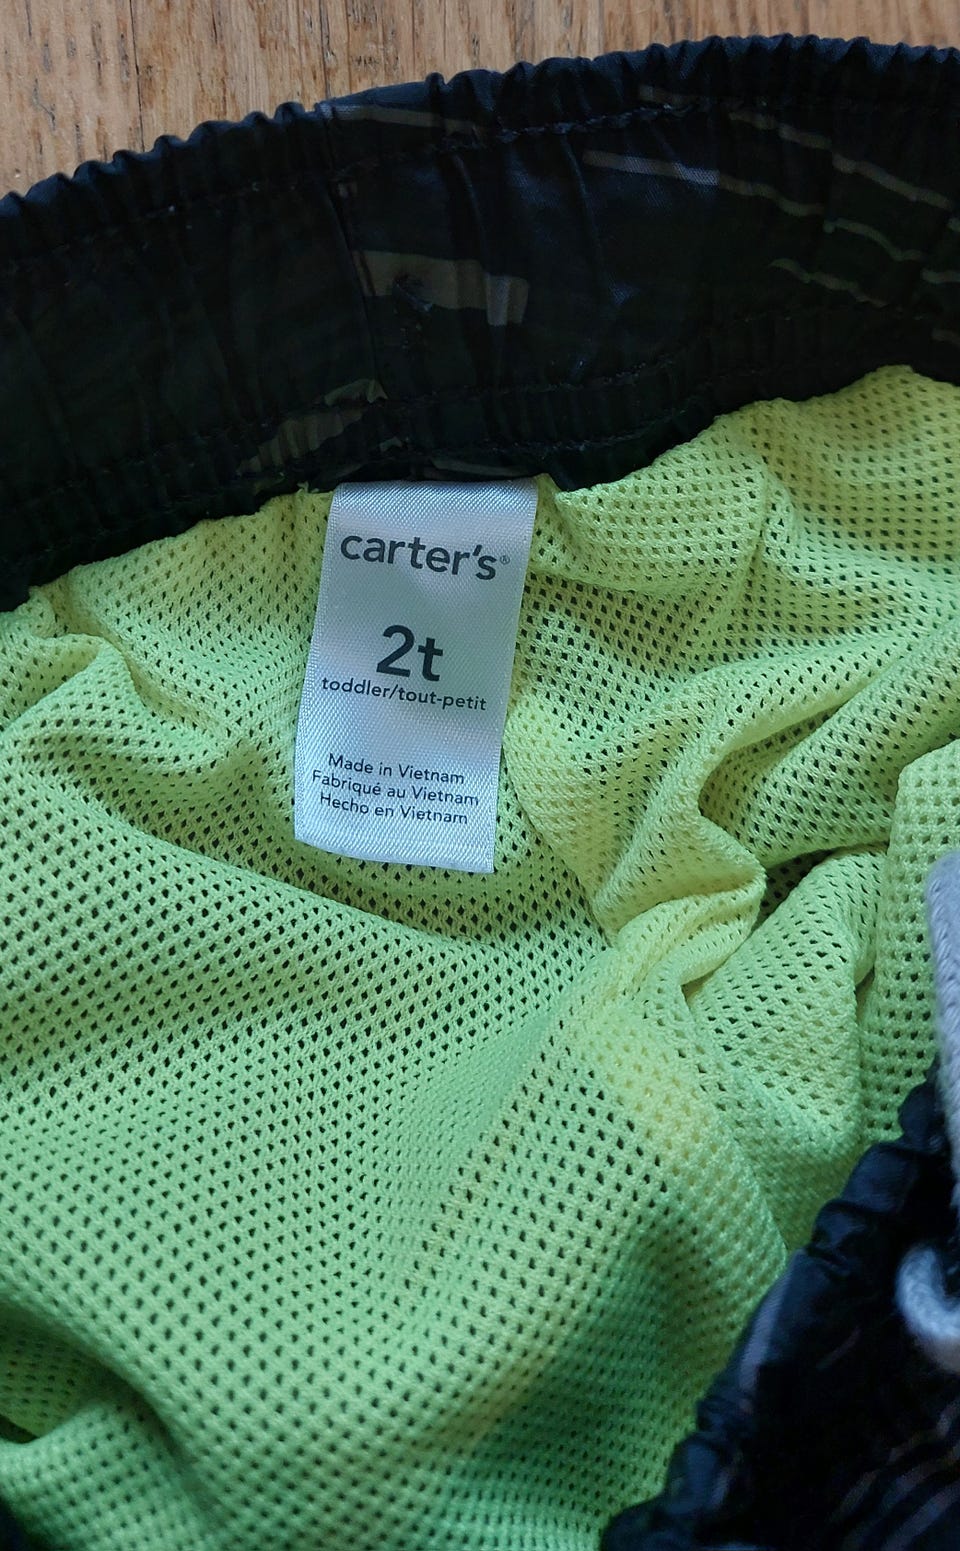 carter's®
2t
toddler/tout-petit
Made in Vietnam
Fabriqué au Vietnam
Hecho en Vietnam